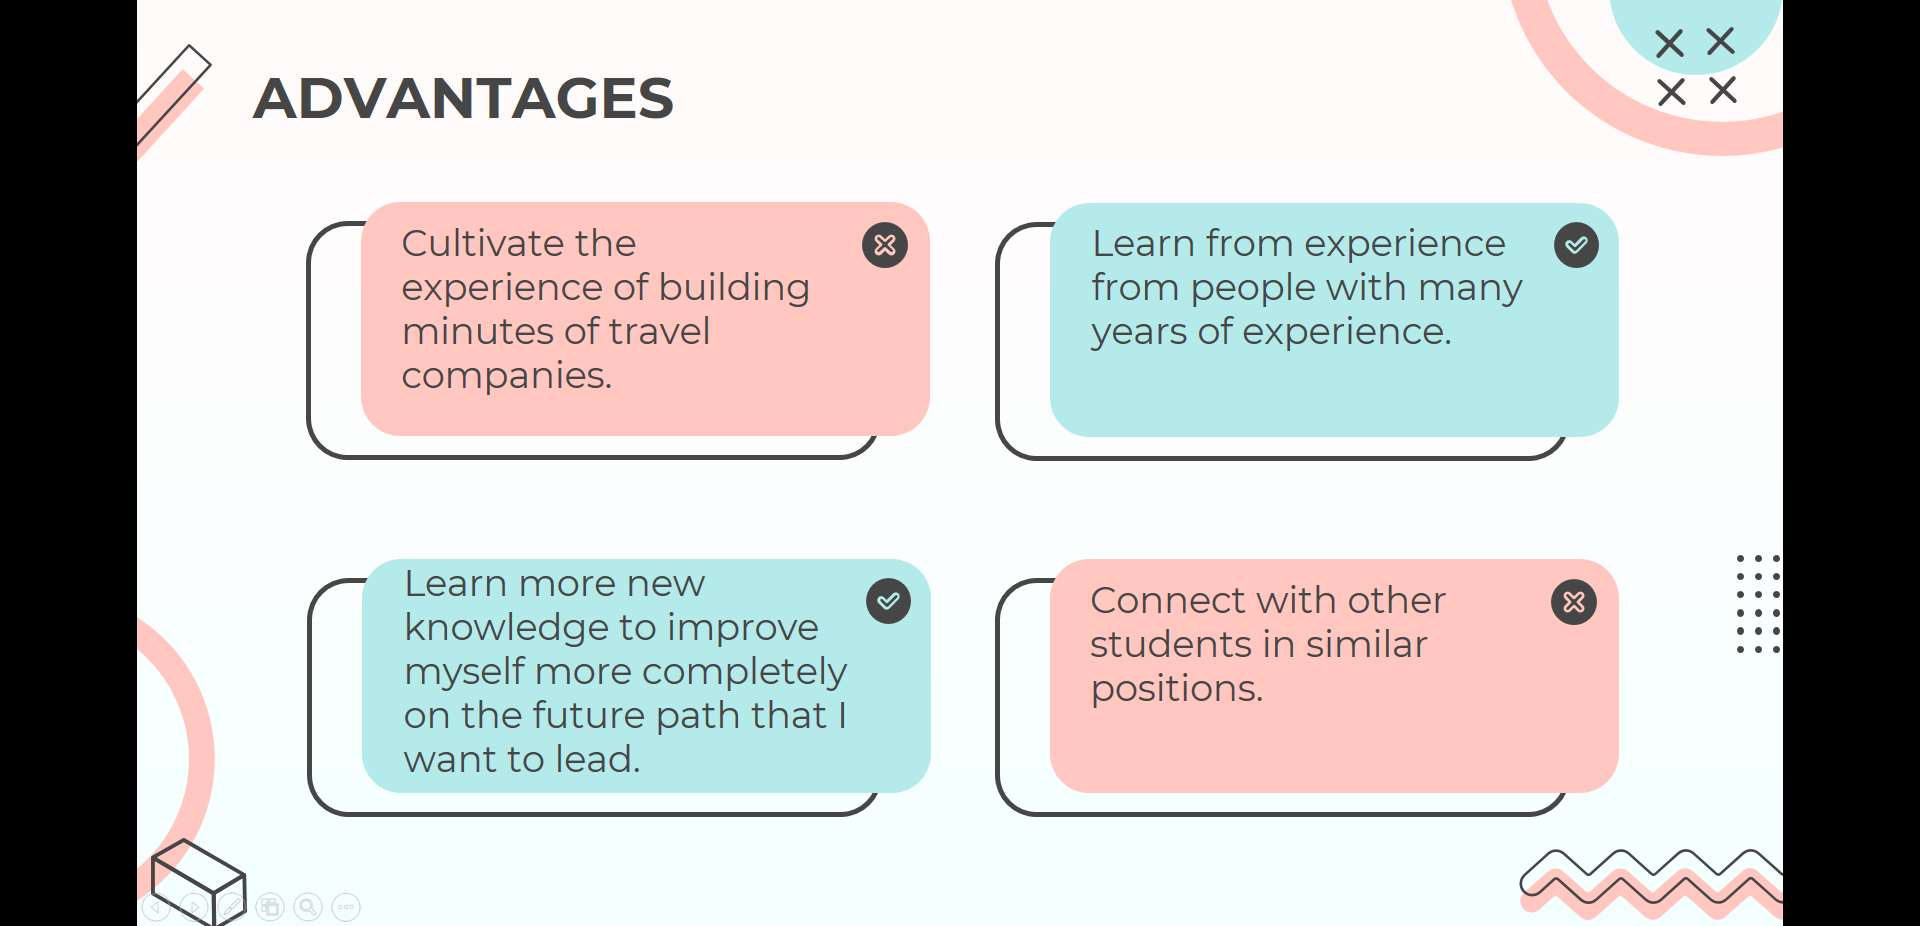 ADVANTAGES
Cultivate the
experience of building
minutes of travel
companies.
Learn from experience
from people with many
years of experience.
Learn more new
knowledge to improve
myself more completely
on the future path that I
want to lead.
Connect with other
students in similar
positions.